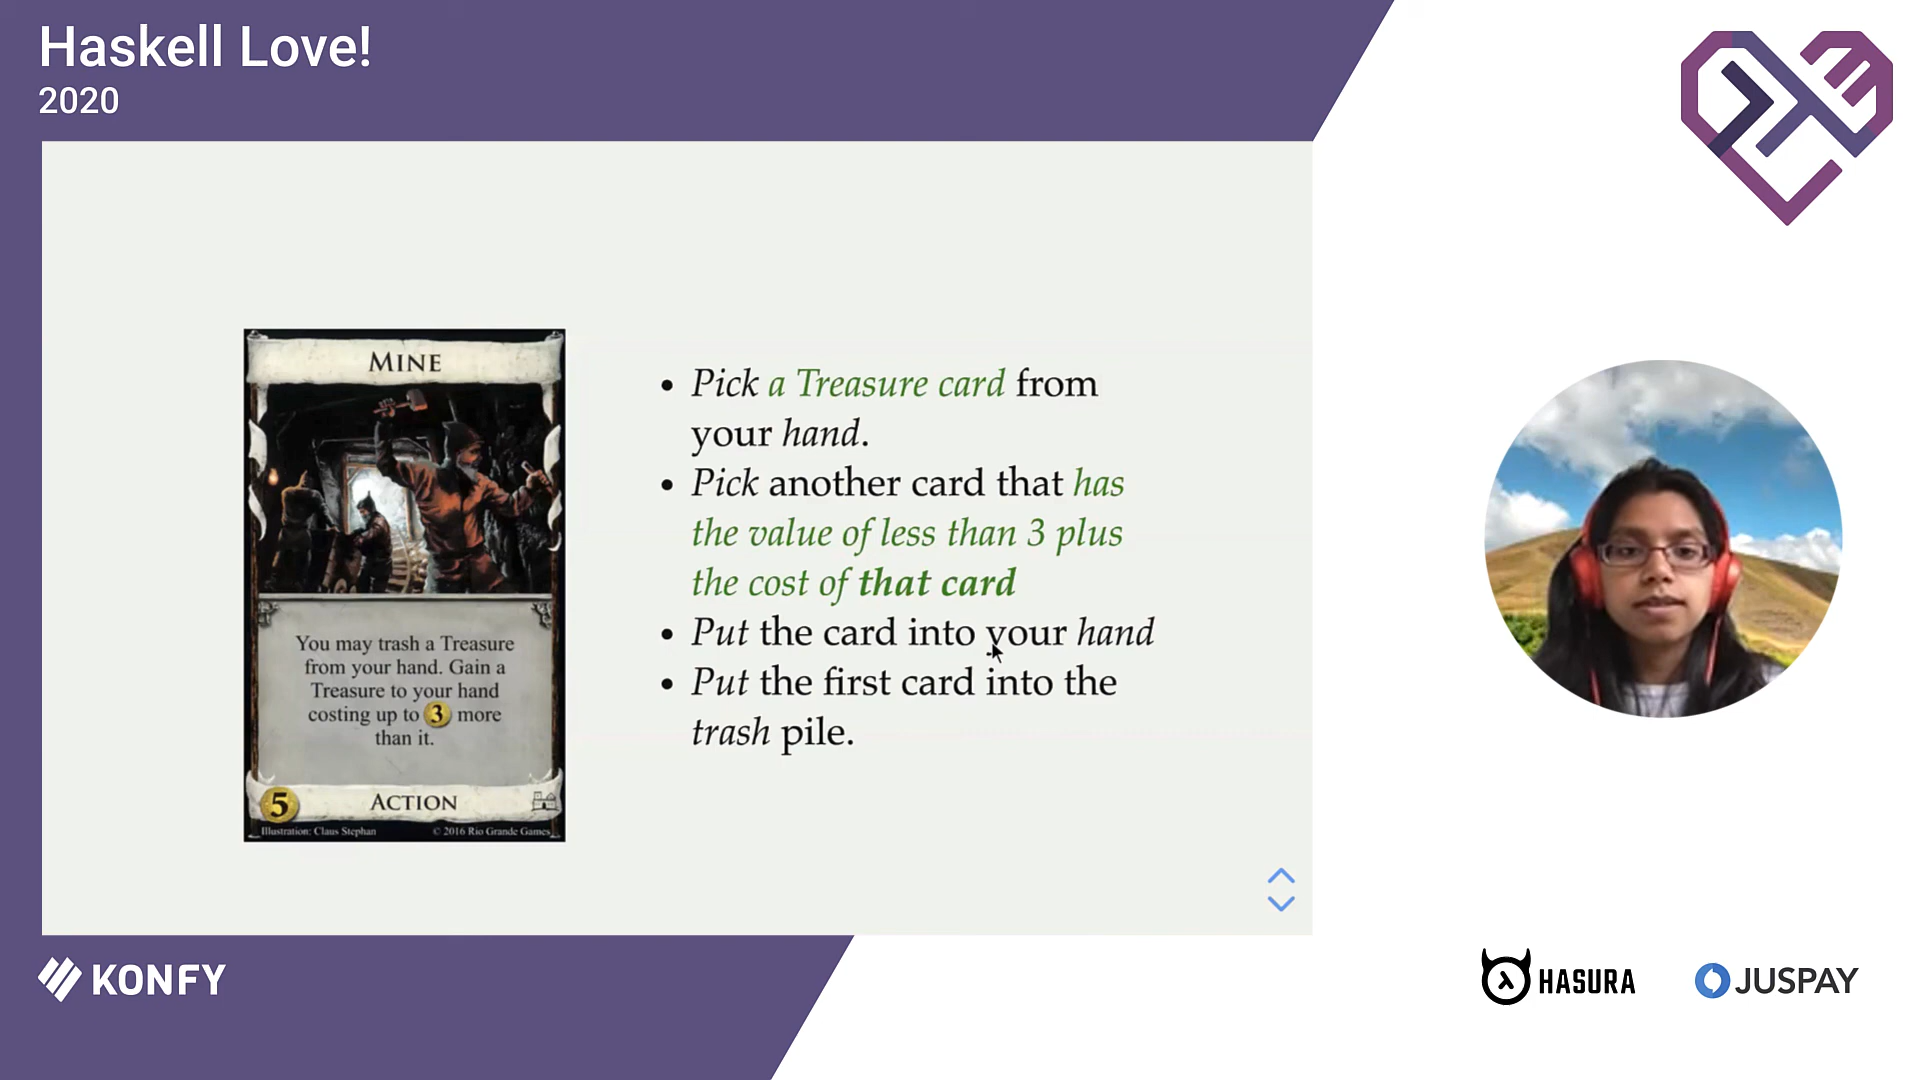 Haskell Love!
2020
MINE
You may trash a Treasure
from your hand. Gain a
Treasure to your hand
costing up to 3 more
than it.
5 ACTION
Illustration: Claus Stephan © 2016 Rio Grande Games
• Pick a Treasure card from
your hand.
• Pick another card that has
the value of less than 3 plus
the cost of that card
• Put the card into your hand
• Put the first card into the
trash pile.
KONFY
HASURA
JUSPAY